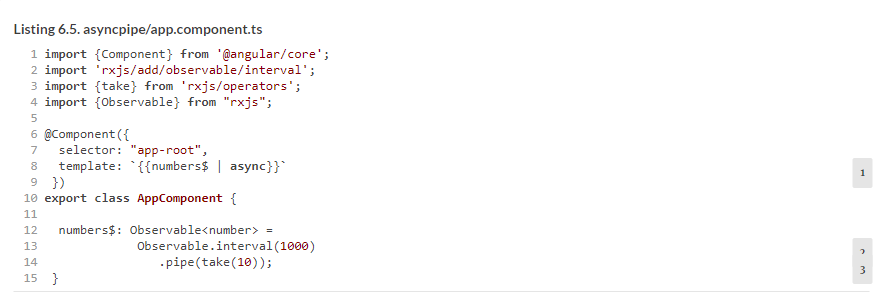 Listing 6.5. asyncpipe/app.component.ts
1 import {Component} from '@angular/core';
2 import 'rxjs/add/observable/interval';
3 import {take} from 'rxjs/operators';
4 import {Observable} from "rxjs";
5
6 @Component({
7   selector: "app-root",
8   template: `{{numbers$ | async}}`
1
9 })
10 export class AppComponent {
11
12   numbers$: Observable<number> =
13             Observable.interval(1000)
2
14                .pipe(take(10));
3
15 }